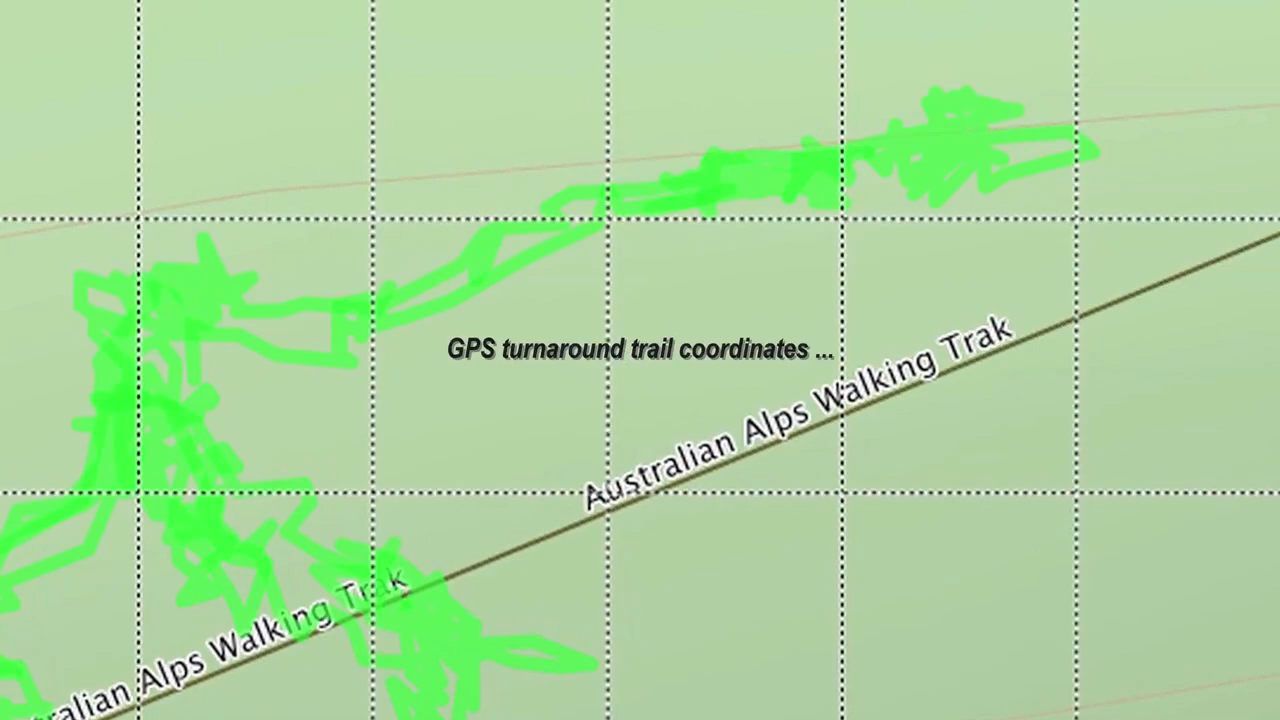 GPS turnaround trail coordinates ...
Australian Alps Walking Trak
ralian Alps Walking Trak